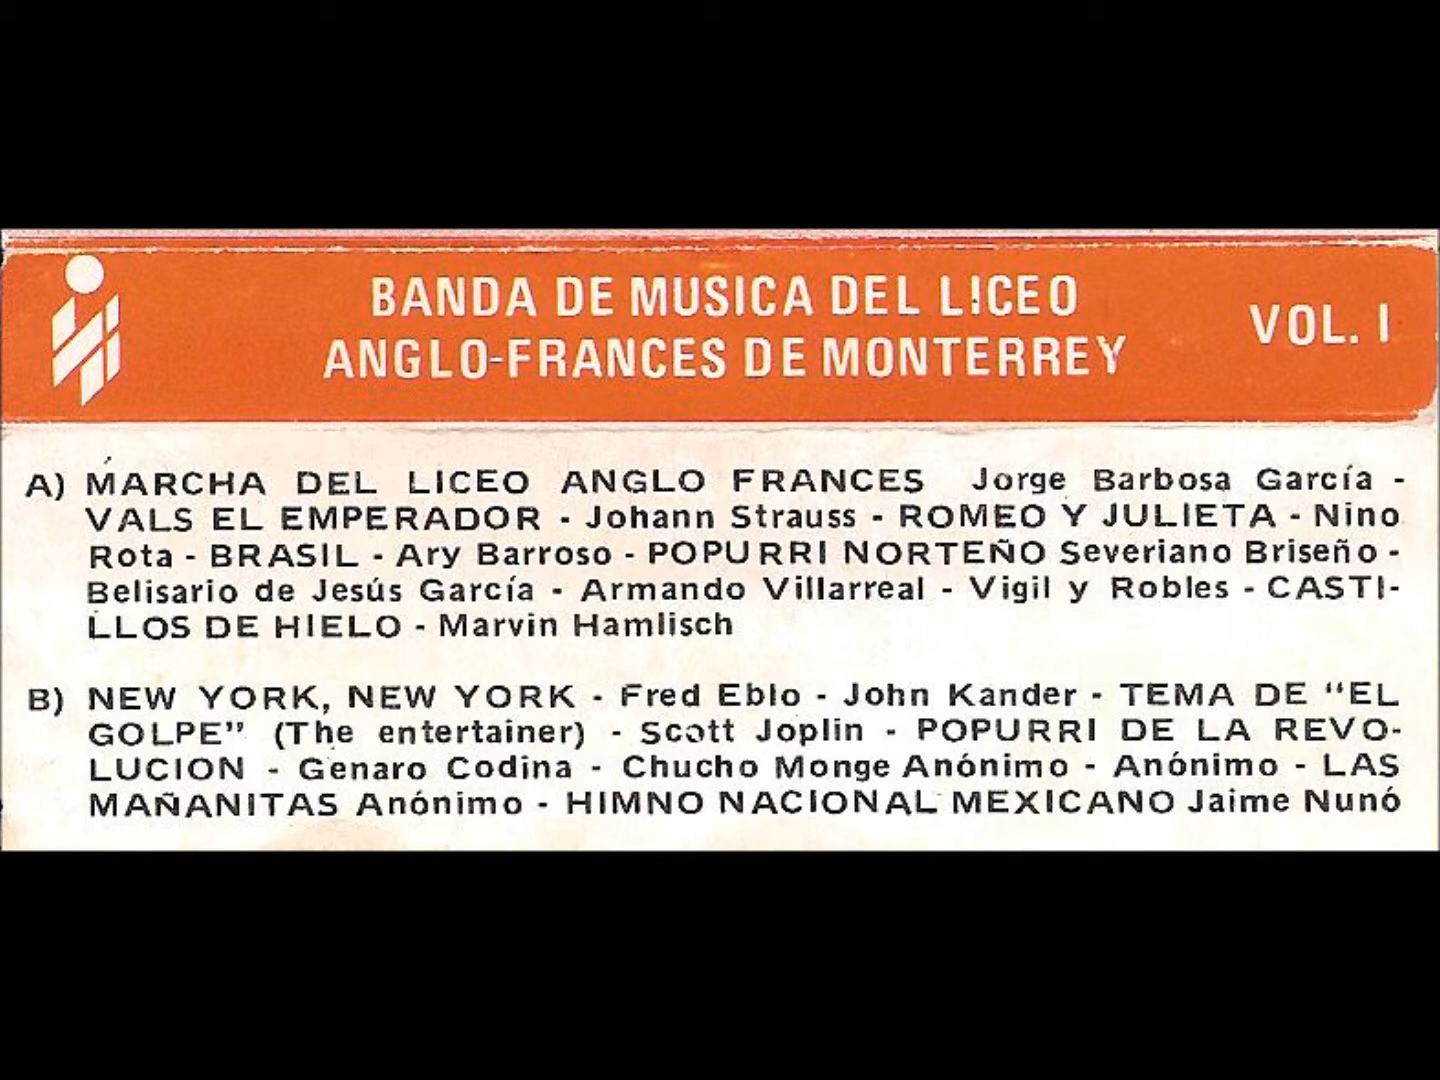 BANDA DE MUSICA DEL LICEO
ANGLO-FRANCES DE MONTERREY
VOL. I
A) MARCHA DEL LICEO ANGLO FRANCES Jorge Barbosa García -
VALS EL EMPERADOR - Johann Strauss - ROMEO Y JULIETA - Nino
Rota - BRASIL - Ary Barroso - POPURRI NORTEÑO Severiano Briseño -
Belisario de Jesús García - Armando Villarreal - Vigil y Robles - CASTI-
LLOS DE HIELO - Marvin Hamlisch
B) NEW YORK, NEW YORK - Fred Eblo - John Kander - TEMA DE "EL
GOLPE" (The entertainer) - Scott Joplin - POPURRI DE LA REVO-
LUCION - Genaro Codina - Chucho Monge Anónimo - Anónimo - LAS
MAÑANITAS Anónimo - HIMNO NACIONAL MEXICANO Jaime Nunó